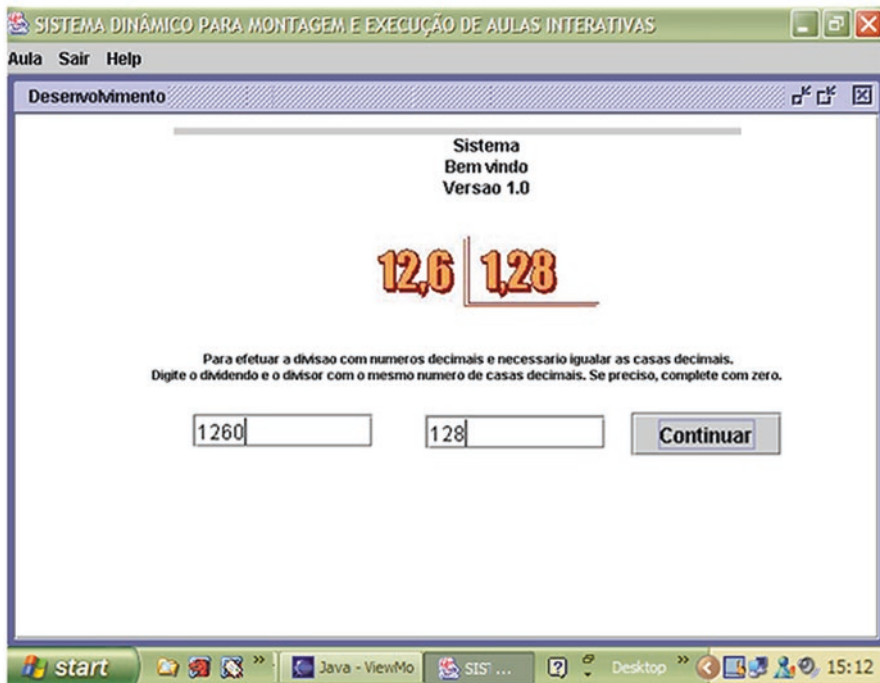 SISTEMA DINÂMICO PARA MONTAGEM E EXECUÇÃO DE AULAS INTERATIVAS
Aula Sair Help
Desenvolvimento
Sistema
Bem vindo
Versao 1.0
12,6 1,28
Para efetuar a divisao com numeros decimais e necessario igualar as casas decimais.
Digite o dividendo e o divisor com o mesmo numero de casas decimais. Se preciso, complete com zero.
1260 128 Continuar
start » Java - ViewMo SIST ... ? Desktop » 15:12